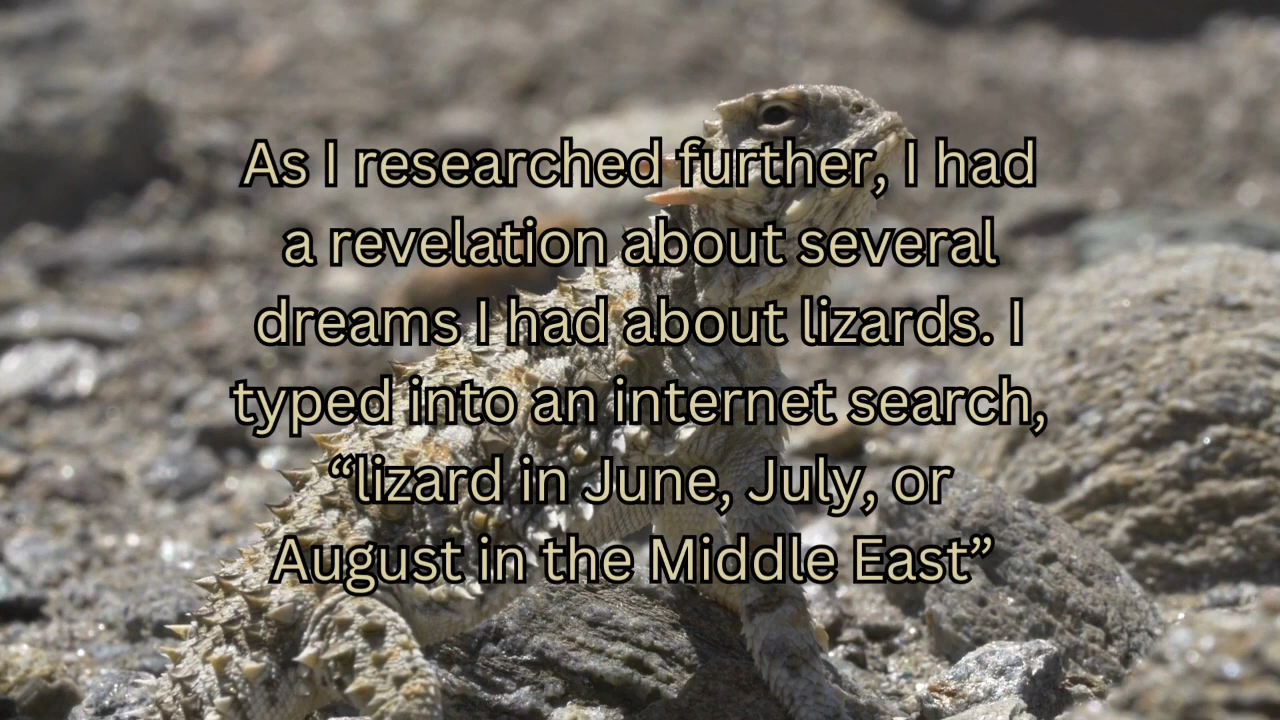 As I researched further, I had
a revelation about several
dreams I had about lizards. I
typed into an internet search,
“lizard in June, July, or
August in the Middle East”